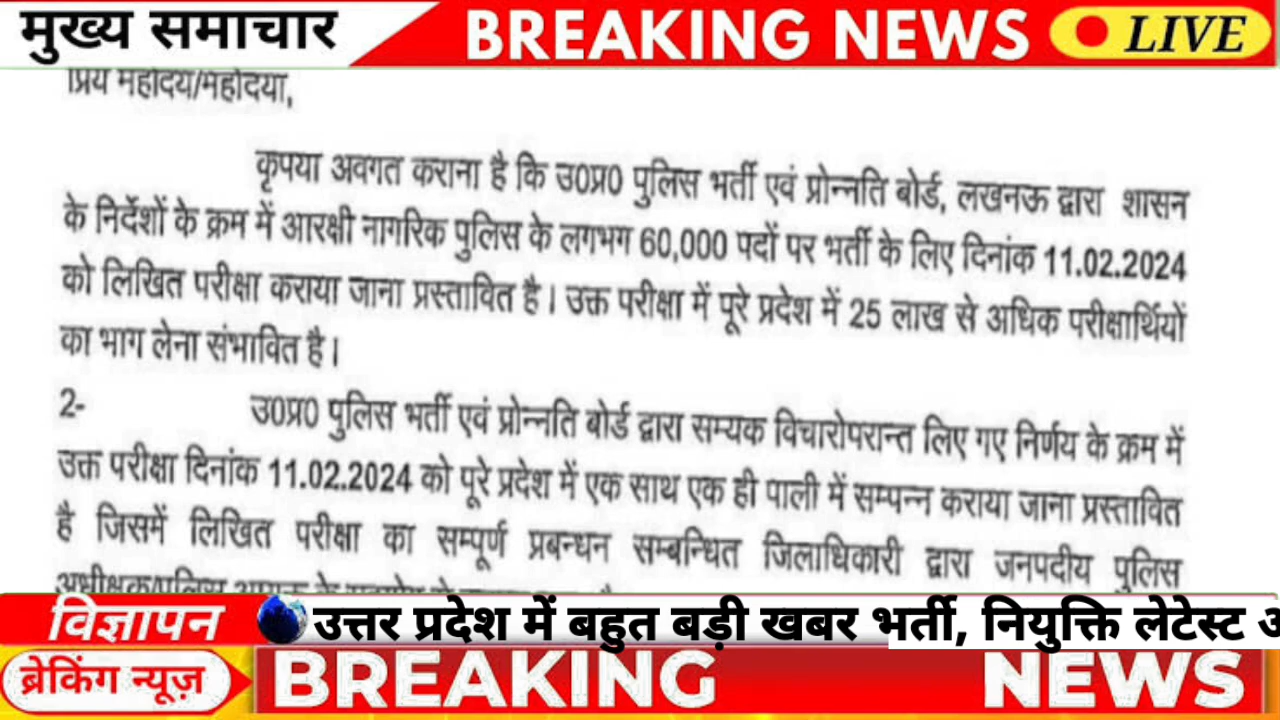 मुख्य समाचार
BREAKING NEWS
LIVE
प्रिय महोदय/महोदया,
कृपया अवगत कराना है कि उ0प्र0 पुलिस भर्ती एवं प्रोन्नति बोर्ड, लखनऊ द्वारा शासन
के निर्देशों के क्रम में आरक्षी नागरिक पुलिस के लगभग 60,000 पदों पर भर्ती के लिए दिनांक 11.02.2024
को लिखित परीक्षा कराया जाना प्रस्तावित है। उक्त परीक्षा में पूरे प्रदेश में 25 लाख से अधिक परीक्षार्थियों
का भाग लेना संभावित है।
2- उ0प्र0 पुलिस भर्ती एवं प्रोन्नति बोर्ड द्वारा सम्यक विचारोपरान्त लिए गए निर्णय के क्रम में
उक्त परीक्षा दिनांक 11.02.2024 को पूरे प्रदेश में एक साथ एक ही पाली में सम्पन्न कराया जाना प्रस्तावित
है जिसमें लिखित परीक्षा का सम्पूर्ण प्रबन्धन सम्बन्धित जिलाधिकारी द्वारा जनपदीय पुलिस
विज्ञापन
उत्तर प्रदेश में बहुत बड़ी खबर भर्ती, नियुक्ति लेटेस्ट
ब्रेकिंग न्यूज़
BREAKING NEWS